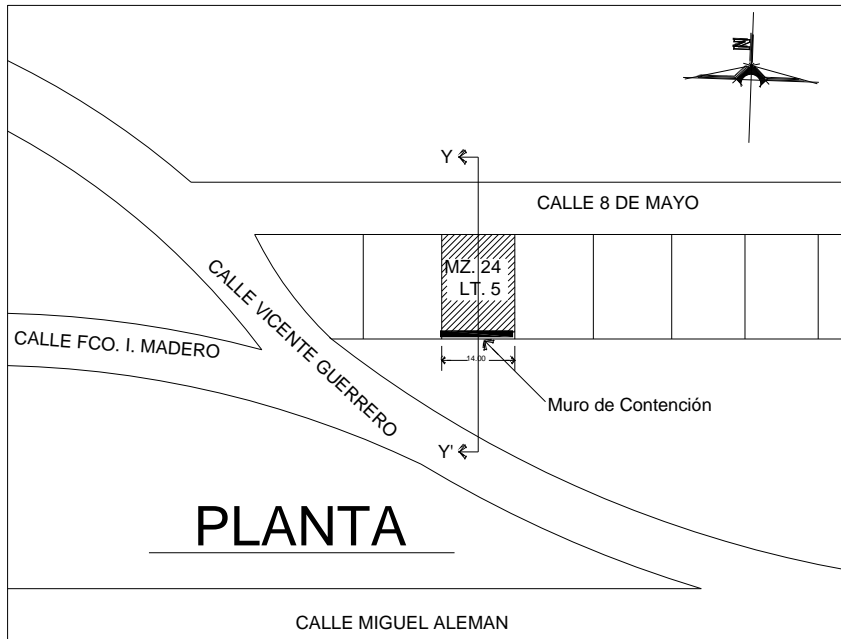 N
Y
CALLE 8 DE MAYO
MZ. 24
LT. 5
CALLE VICENTE GUERRERO
CALLE FCO. I. MADERO
14.00
Muro de Contención
Y'
PLANTA
CALLE MIGUEL ALEMAN